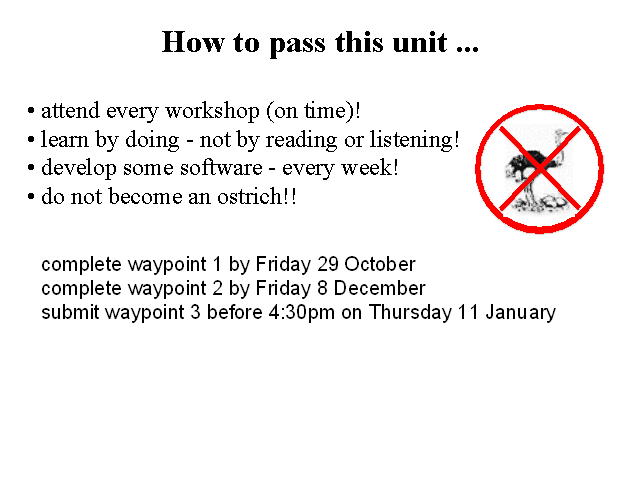 How to pass this unit ...
• attend every workshop (on time)!
• learn by doing - not by reading or listening!
• develop some software - every week!
• do not become an ostrich!!
complete waypoint 1 by Friday 29 October
complete waypoint 2 by Friday 8 December
submit waypoint 3 before 4:30pm on Thursday 11 January